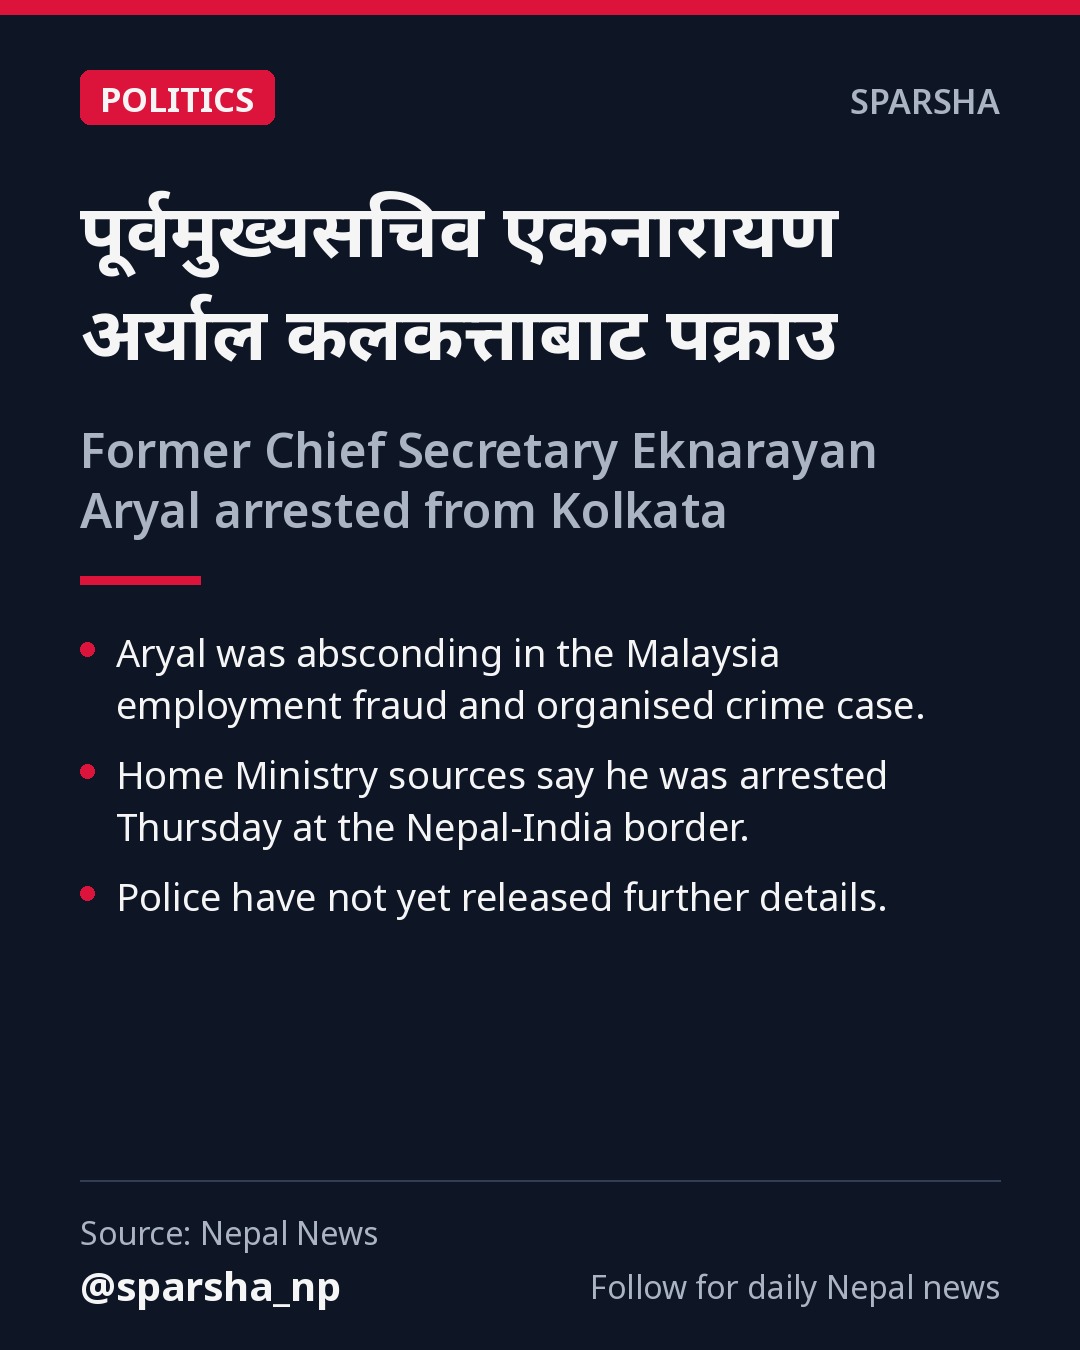 POLITICS
SPARSHA
पूर्वमुख्यसचिव एकनारायण
अर्याल कलकत्ताबाट पक्राउ
Former Chief Secretary Eknarayan
Aryal arrested from Kolkata
Aryal was absconding in the Malaysia
employment fraud and organised crime case.
Home Ministry sources say he was arrested
Thursday at the Nepal-India border.
Police have not yet released further details.
Source: Nepal News
@sparsha_np
Follow for daily Nepal news